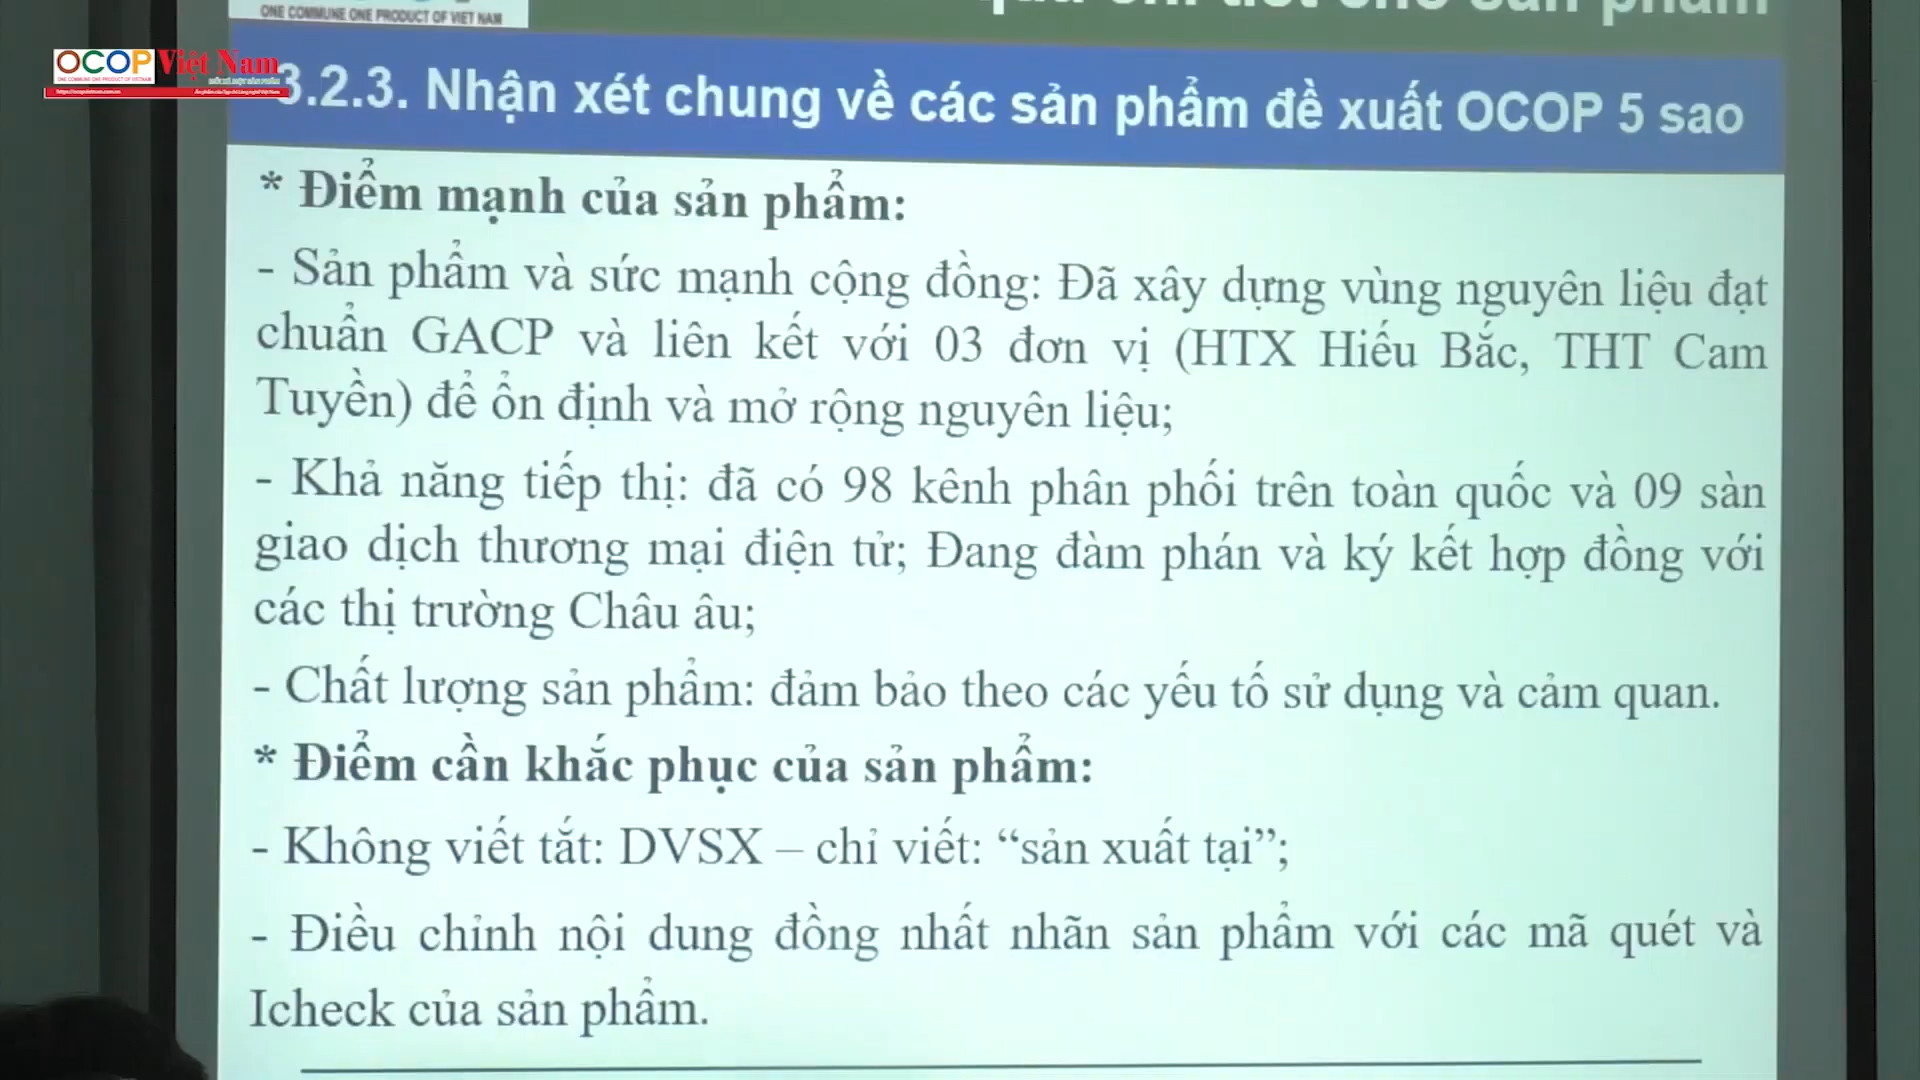 ONE COMMUNE ONE PRODUCT OF VIET NAM
OCOP Việt Nam
ONE COMMUNE ONE PRODUCT OF VIETNAM
3.2.3. Nhận xét chung về các sản phẩm đề xuất OCOP 5 sao
* Điểm mạnh của sản phẩm:
- Sản phẩm và sức mạnh cộng đồng: Đã xây dựng vùng nguyên liệu đạt
chuẩn GACP và liên kết với 03 đơn vị (HTX Hiếu Bắc, THT Cam
Tuyền) để ổn định và mở rộng nguyên liệu;
- Khả năng tiếp thị: đã có 98 kênh phân phối trên toàn quốc và 09 sàn
giao dịch thương mại điện tử; Đang đàm phán và ký kết hợp đồng với
các thị trường Châu âu;
- Chất lượng sản phẩm: đảm bảo theo các yếu tố sử dụng và cảm quan.
* Điểm cần khắc phục của sản phẩm:
- Không viết tắt: DVSX – chỉ viết: “sản xuất tại”;
- Điều chỉnh nội dung đồng nhất nhãn sản phẩm với các mã quét và
Icheck của sản phẩm.